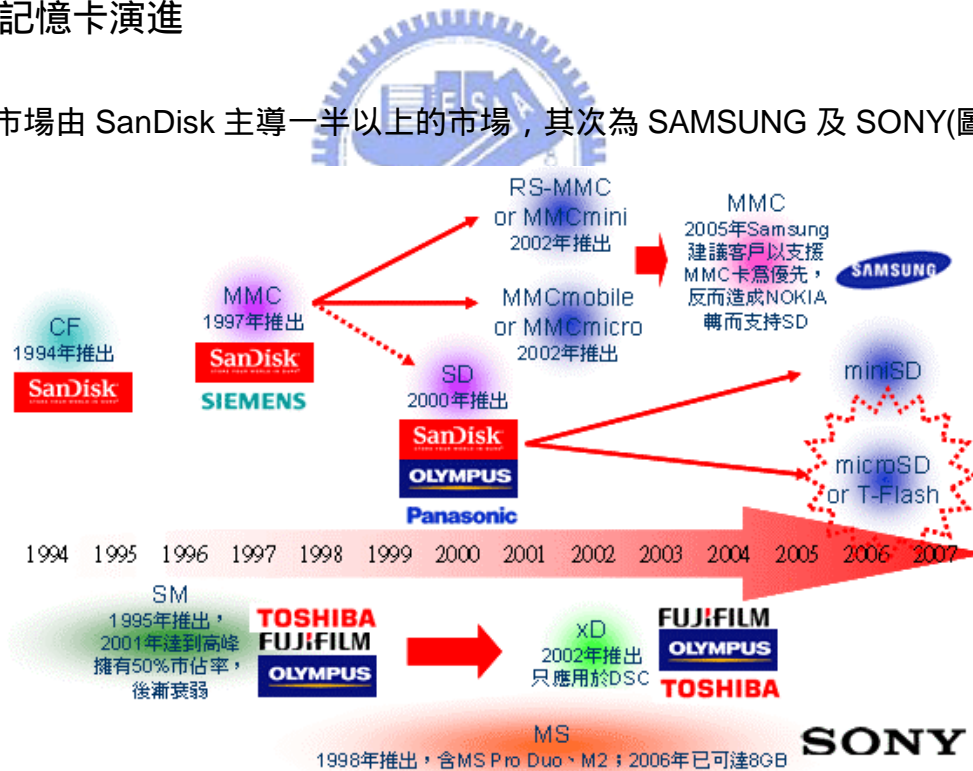 記憶卡演進
市場由 SanDisk 主導一半以上的市場，其次為 SAMSUNG 及 SONY(圖
RS-MMC
or MMCmini
2002年推出
MMC
2005年Samsung
建議客戶以支援
MMC卡爲優先，
反而造成NOKIA
轉而支持SD
SAMSUNG
MMCmobile
or MMCmicro
2002年推出
MMC
1997年推出
SanDisk
SIEMENS
CF
1994年推出
SanDisk
SD
2000年推出
SanDisk
OLYMPUS
Panasonic
miniSD
microSD
or T-Flash
1994 1995 1996 1997 1998 1999 2000 2001 2002 2003 2004 2005 2006 2007
SM
1995年推出，
2001年達到高峰
擁有50%市佔率，
後漸衰弱
TOSHIBA
FUJIFILM
OLYMPUS
xD
2002年推出
只應用於DSC
FUJIFILM
OLYMPUS
TOSHIBA
MS
1998年推出，含MS Pro Duo、M2；2006年已可達8GB
SONY